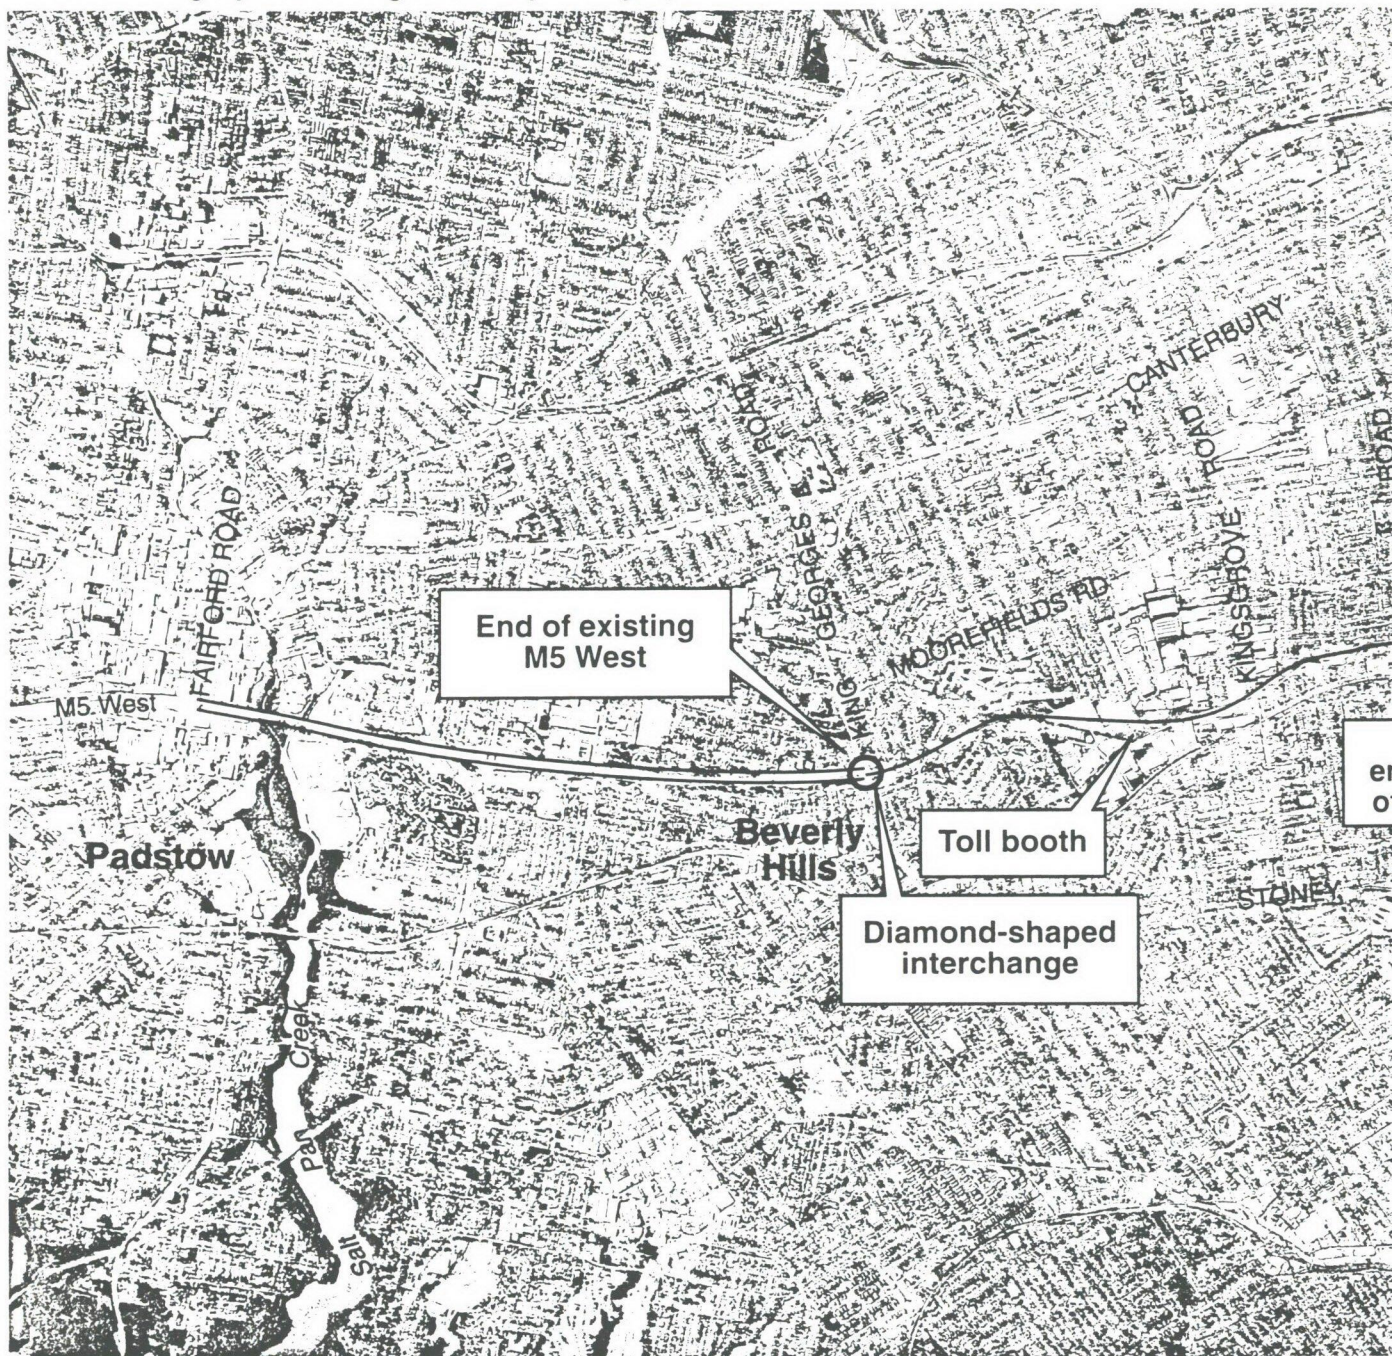 CANTERBURY
ROAD
ROAD
ROAD
KINGSGROVE
GEORGES
KING
FAIRFORD ROAD
MOOREFIELDS RD
End of existing
M5 West
M5 West
Toll booth
Beverly
Hills
Padstow
Diamond-shaped
interchange
STONEY
Salt Pan Creek